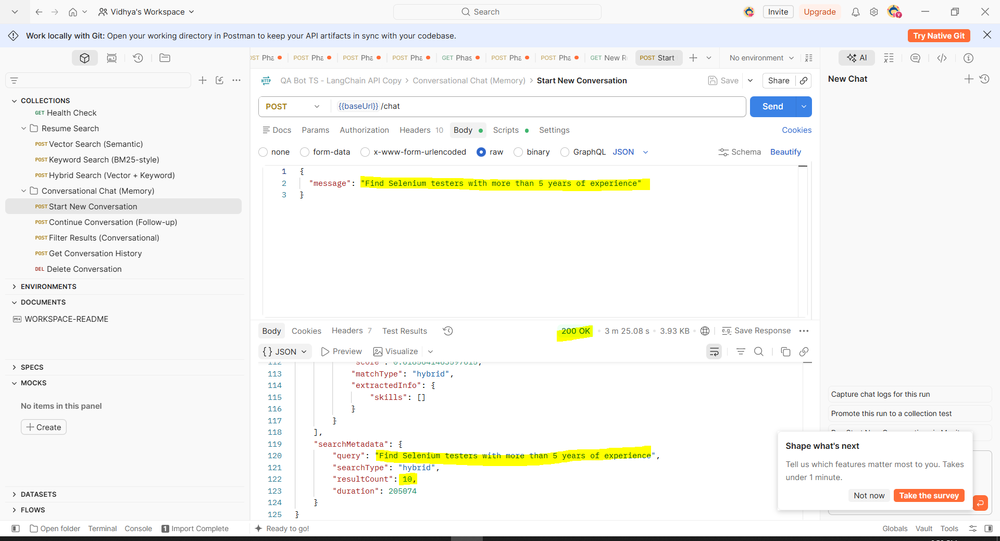 Vidhya's Workspace
Search
Invite
Upgrade
Work locally with Git: Open your working directory in Postman to keep your API artifacts in sync with your codebase.
Try Native Git
POST Pha
POST Pha
POST Pha
GET Phas
POST Pha
POST Pha
GET New R
POST Start
No environment
AI
QA Bot TS - LangChain API Copy > Conversational Chat (Memory) > Start New Conversation
Save
Share
New Chat
COLLECTIONS
GET Health Check
Resume Search
POST Vector Search (Semantic)
POST Keyword Search (BM25-style)
POST Hybrid Search (Vector + Keyword)
Conversational Chat (Memory)
POST Start New Conversation
POST Continue Conversation (Follow-up)
POST Filter Results (Conversational)
POST Get Conversation History
DEL Delete Conversation
ENVIRONMENTS
DOCUMENTS
WORKSPACE-README
SPECS
MOCKS
No items in this panel
Create
DATASETS
FLOWS
POST
{{baseUrl}} /chat
Send
Docs Params Authorization Headers 10 Body Scripts Settings
Cookies
none form-data x-www-form-urlencoded raw binary GraphQL JSON
Schema Beautify
1 {
2 "message": "Find Selenium testers with more than 5 years of experience"
3 }
Body Cookies Headers 7 Test Results
200 OK 3 m 25.08 s 3.93 KB
e.g. Save Response
{} JSON Preview Visualize
113 "matchType": "hybrid",
114 "extractedInfo": {
115 "skills": []
116 }
117 }
118 ],
119 "searchMetadata": {
120 "query": "Find Selenium testers with more than 5 years of experience",
121 "searchType": "hybrid",
122 "resultCount": 10,
123 "duration": 205074
124 }
125 }
Capture chat logs for this run
Promote this run to a collection test
Shape what's next
Tell us which features matter most to you. Takes
under 1 minute.
Not now
Take the survey
Open folder Terminal Console 1 Import Complete
Ready to go!
Globals Vault Tools